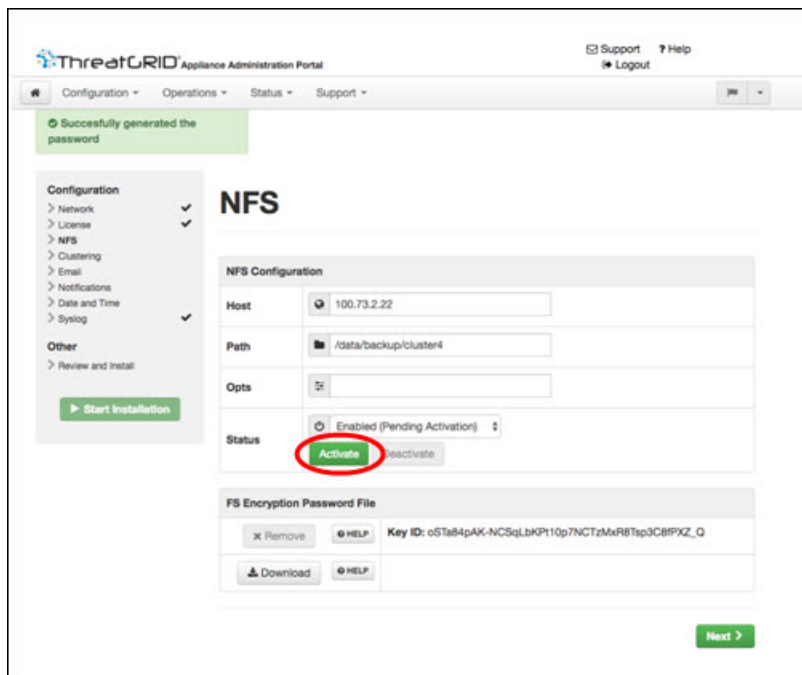 Support ? Help
ThreatGRID Appliance Administration Portal
Logout
Configuration Operations Status Support
Succesfully generated the
password
Configuration
Network
License
NFS
Clustering
Email
Notifications
Date and Time
Syslog
Other
Review and Install
Start Installation
NFS
NFS Configuration
Host 100.73.2.22
Path /data/backup/cluster4
Opts
Status Enabled (Pending Activation)
Activate Deactivate
FS Encryption Password File
Remove HELP Key ID: oSTa84pAK-NCSqLbKPt10p7NCTzMxR8Tsp3C8fPXZ_Q
Download HELP
Next